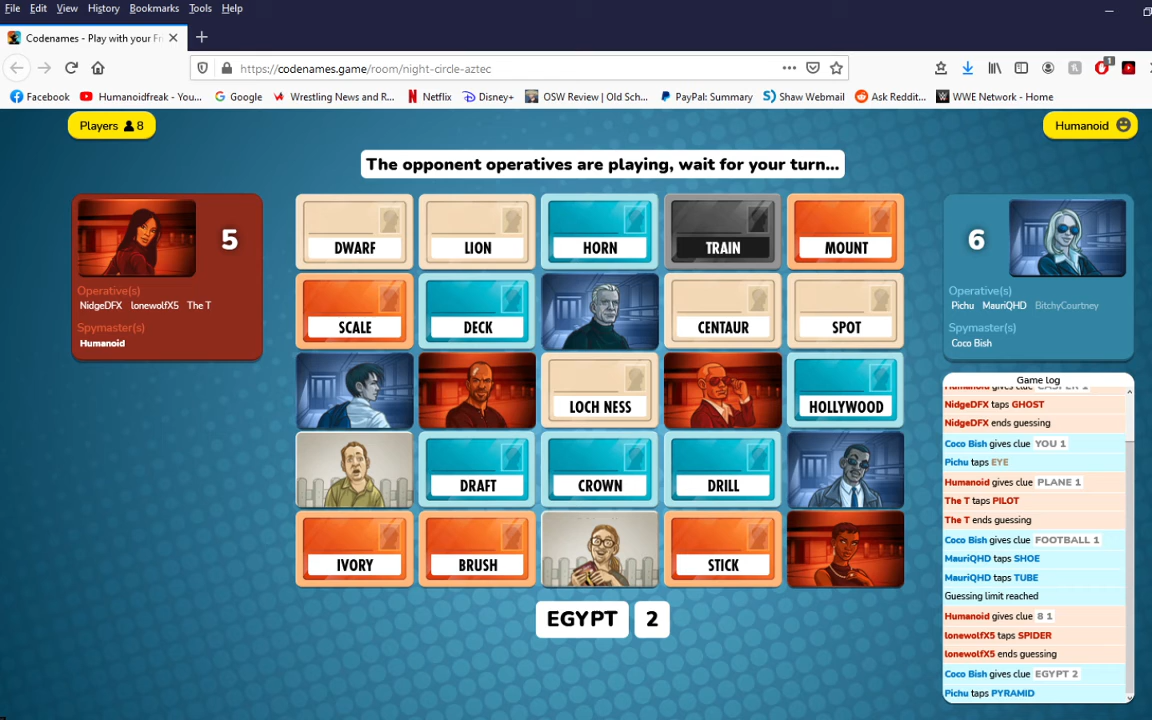 File Edit View History Bookmarks Tools Help
Codenames - Play with your Fri
https://codenames.game/room/night-circle-aztec
1
Facebook Humanoidfreak - You... Google Wrestling News and R... Netflix Disney+ OSW Review | Old Sch... PayPal: Summary Shaw Webmail Ask Reddit... WWE Network - Home
Players 8
Humanoid
The opponent operatives are playing, wait for your turn...
5
Operative(s)
NidgeDFX lonewolfX5 The T
Spymaster(s)
Humanoid
DWARF LION HORN TRAIN MOUNT
SCALE DECK CENTAUR SPOT
LOCH NESS HOLLYWOOD
DRAFT CROWN DRILL
IVORY BRUSH STICK
EGYPT 2
6
Operative(s)
Pichu MauriQHD BitchyCourtney
Spymaster(s)
Coco Bish
Game log
Humanoid gives clue CASPER 1
NidgeDFX taps GHOST
NidgeDFX ends guessing
Coco Bish gives clue YOU 1
Pichu taps EYE
Humanoid gives clue PLANE 1
The T taps PILOT
The T ends guessing
Coco Bish gives clue FOOTBALL 1
MauriQHD taps SHOE
MauriQHD taps TUBE
Guessing limit reached
Humanoid gives clue 8 1
lonewolfX5 taps SPIDER
lonewolfX5 ends guessing
Coco Bish gives clue EGYPT 2
Pichu taps PYRAMID